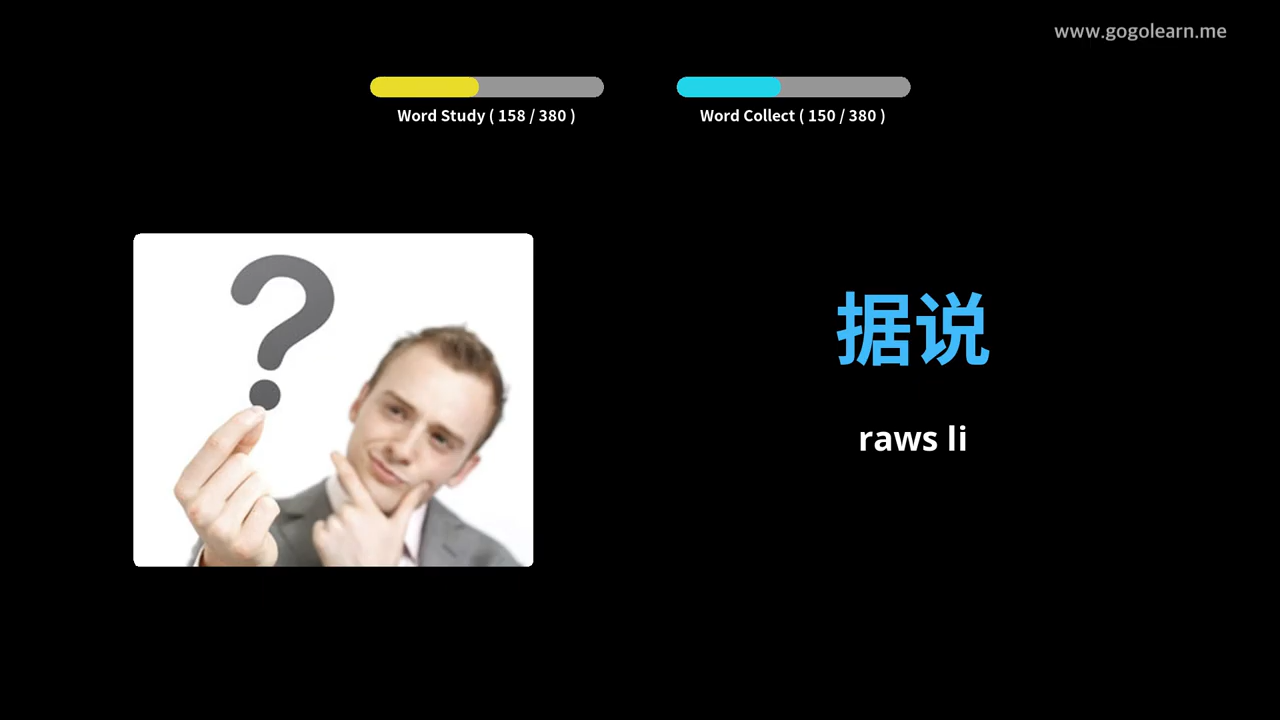 www.gogolearn.me
Word Study ( 158 / 380 )
Word Collect ( 150 / 380 )
?
据说
raws li